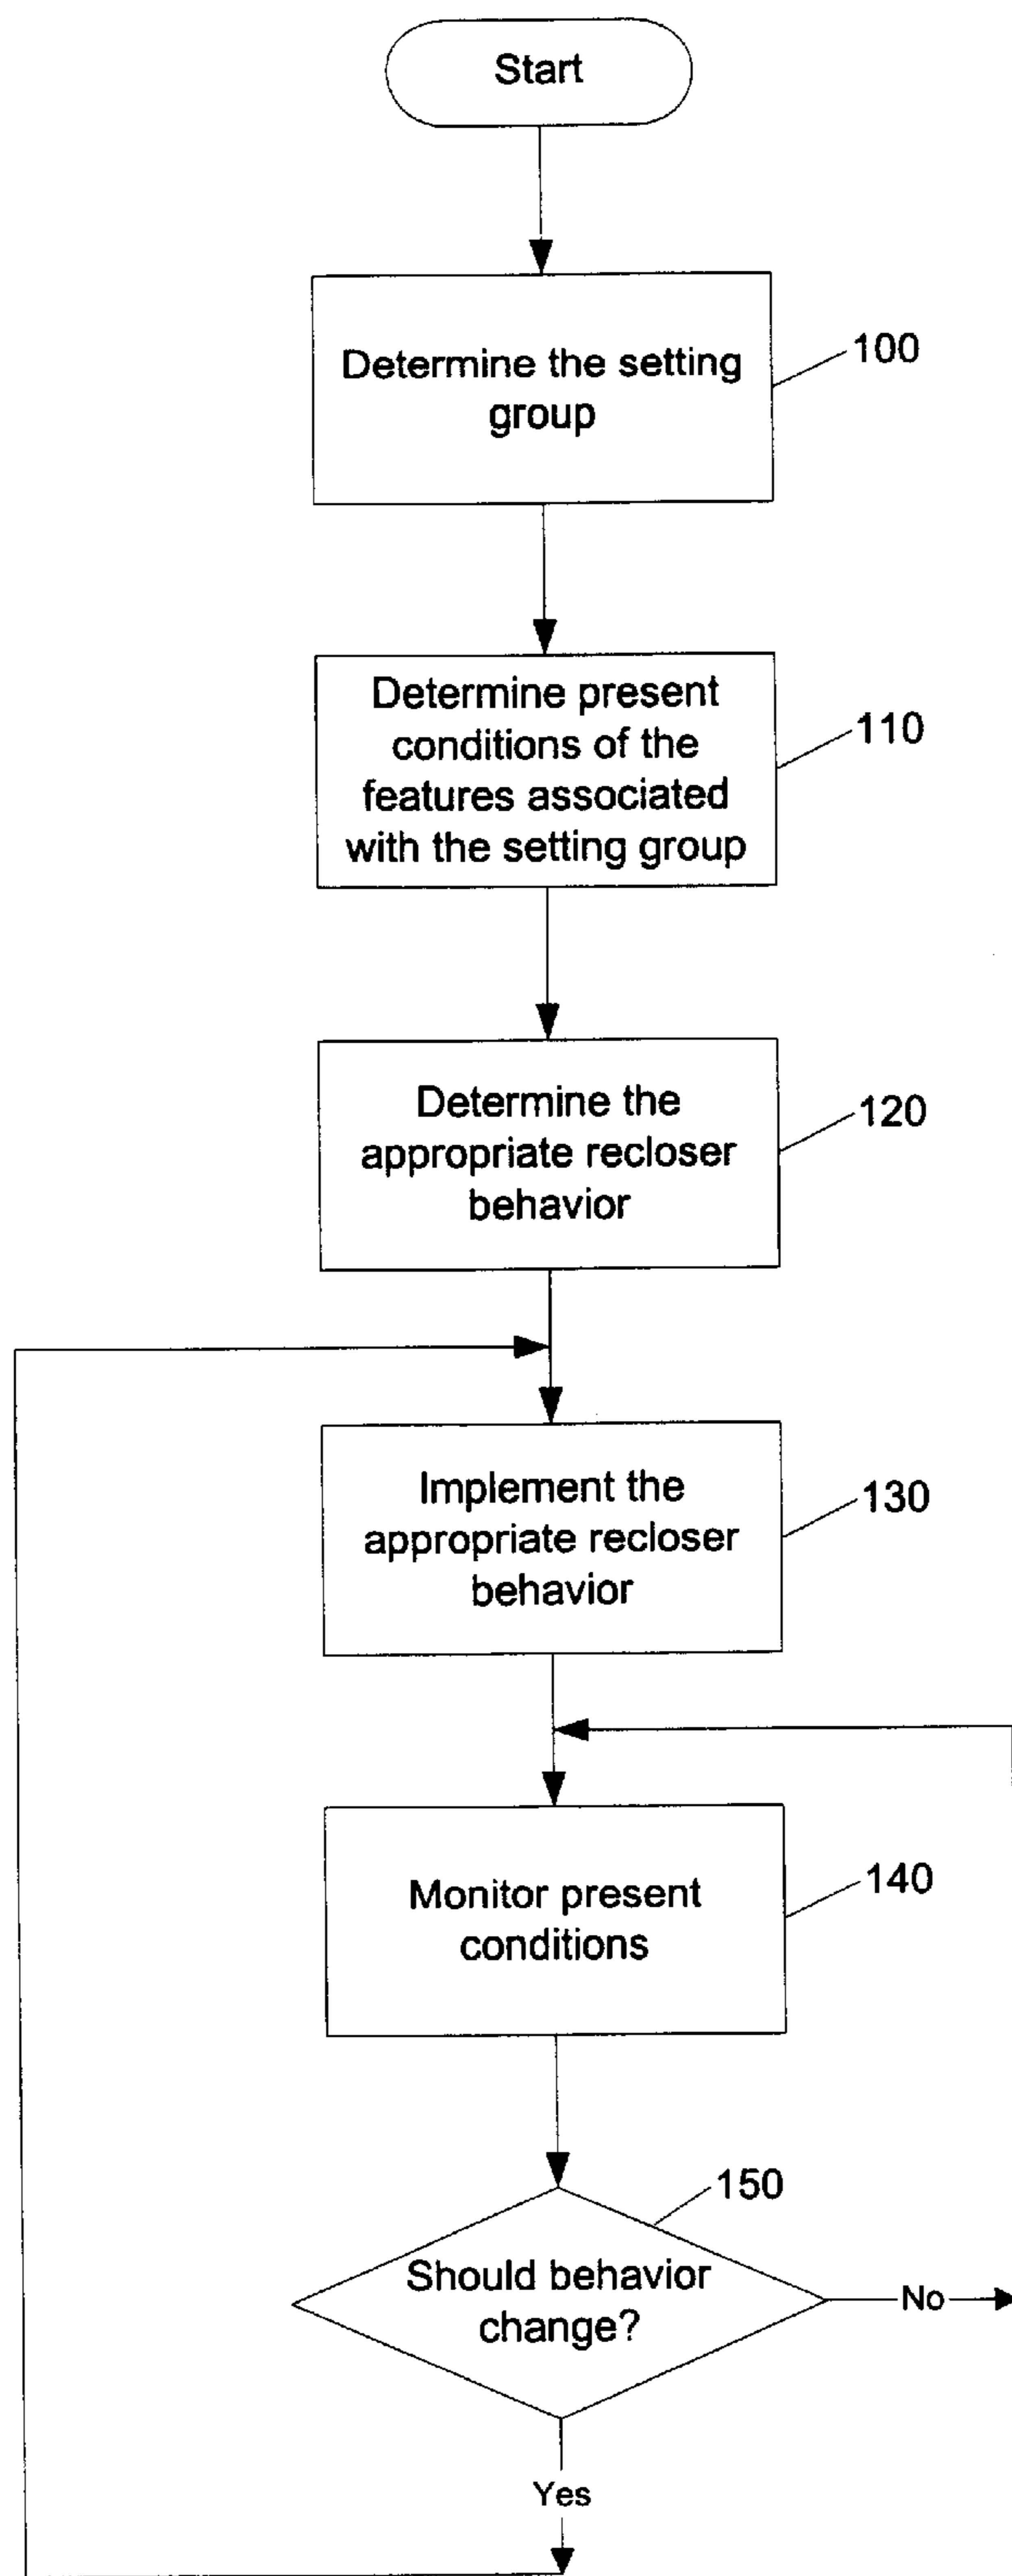 Start
Determine the setting
group
100
Determine present
conditions of the
features associated
with the setting group
110
Determine the
appropriate recloser
behavior
120
Implement the
appropriate recloser
behavior
130
Monitor present
conditions
140
150
Should behavior
change?
No
Yes